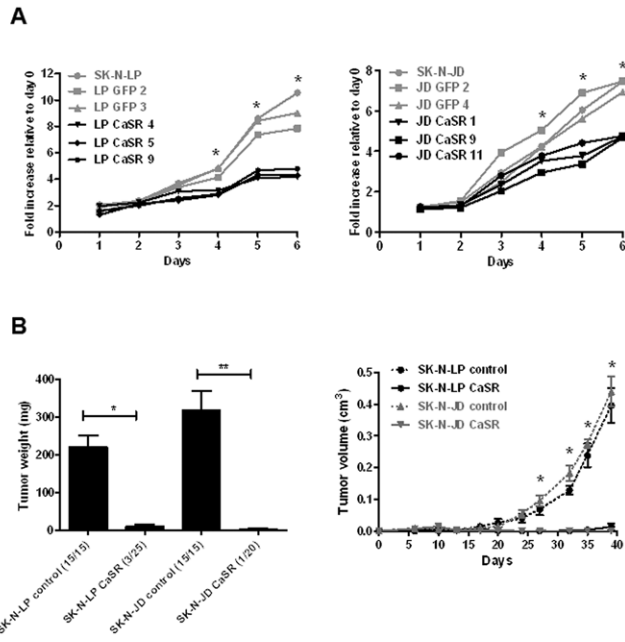 A
Fold increase relative to day 0
12
10
8
6
4
2
0
0 1 2 3 4 5 6
Days
SK-N-LP
LP GFP 2
LP GFP 3
LP CaSR 4
LP CaSR 5
LP CaSR 9
* * *
Fold increase relative to day 0
8
6
4
2
0
0 1 2 3 4 5 6
Days
SK-N-JD
JD GFP 2
JD GFP 4
JD CaSR 1
JD CaSR 9
JD CaSR 11
* * *
B
Tumor weight (mg)
400
300
200
100
0
*
**
SK-N-LP control (15/15)
SK-N-LP CaSR (3/25)
SK-N-JD control (15/15)
SK-N-JD CaSR (1/20)
SK-N-LP control
SK-N-LP CaSR
SK-N-JD control
SK-N-JD CaSR
Tumor volume (cm3)
0.5
0.4
0.3
0.2
0.1
0.0
0 5 10 15 20 25 30 35 40
Days
* * * *